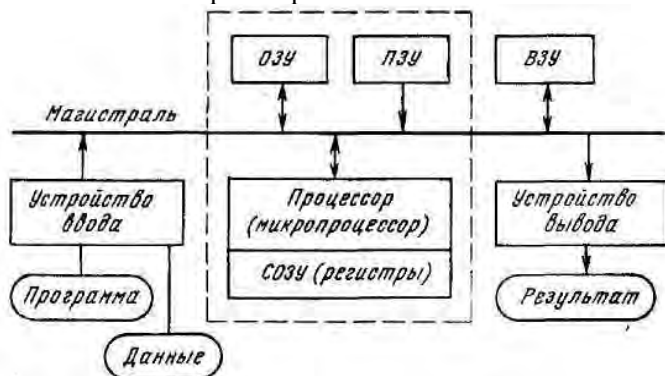 ОЗУ
ПЗУ
ВЗУ
Магистраль
Устройство
ввода
Процессор
(микропроцессор)
СОЗУ (регистры)
Устройство
вывода
Программа
Данные
Результат